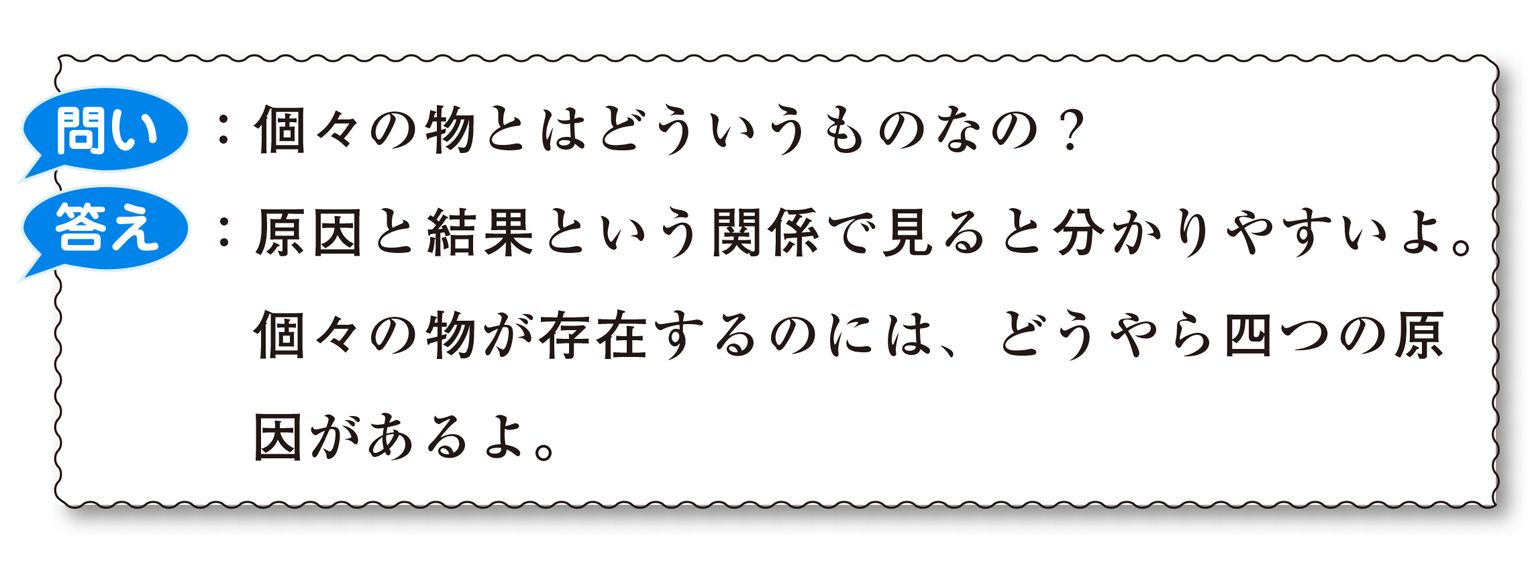 問い：個々の物とはどういうものなの？
答え：原因と結果という関係で見ると分かりやすいよ。
個々の物が存在するのには、どうやら四つの原
因があるよ。